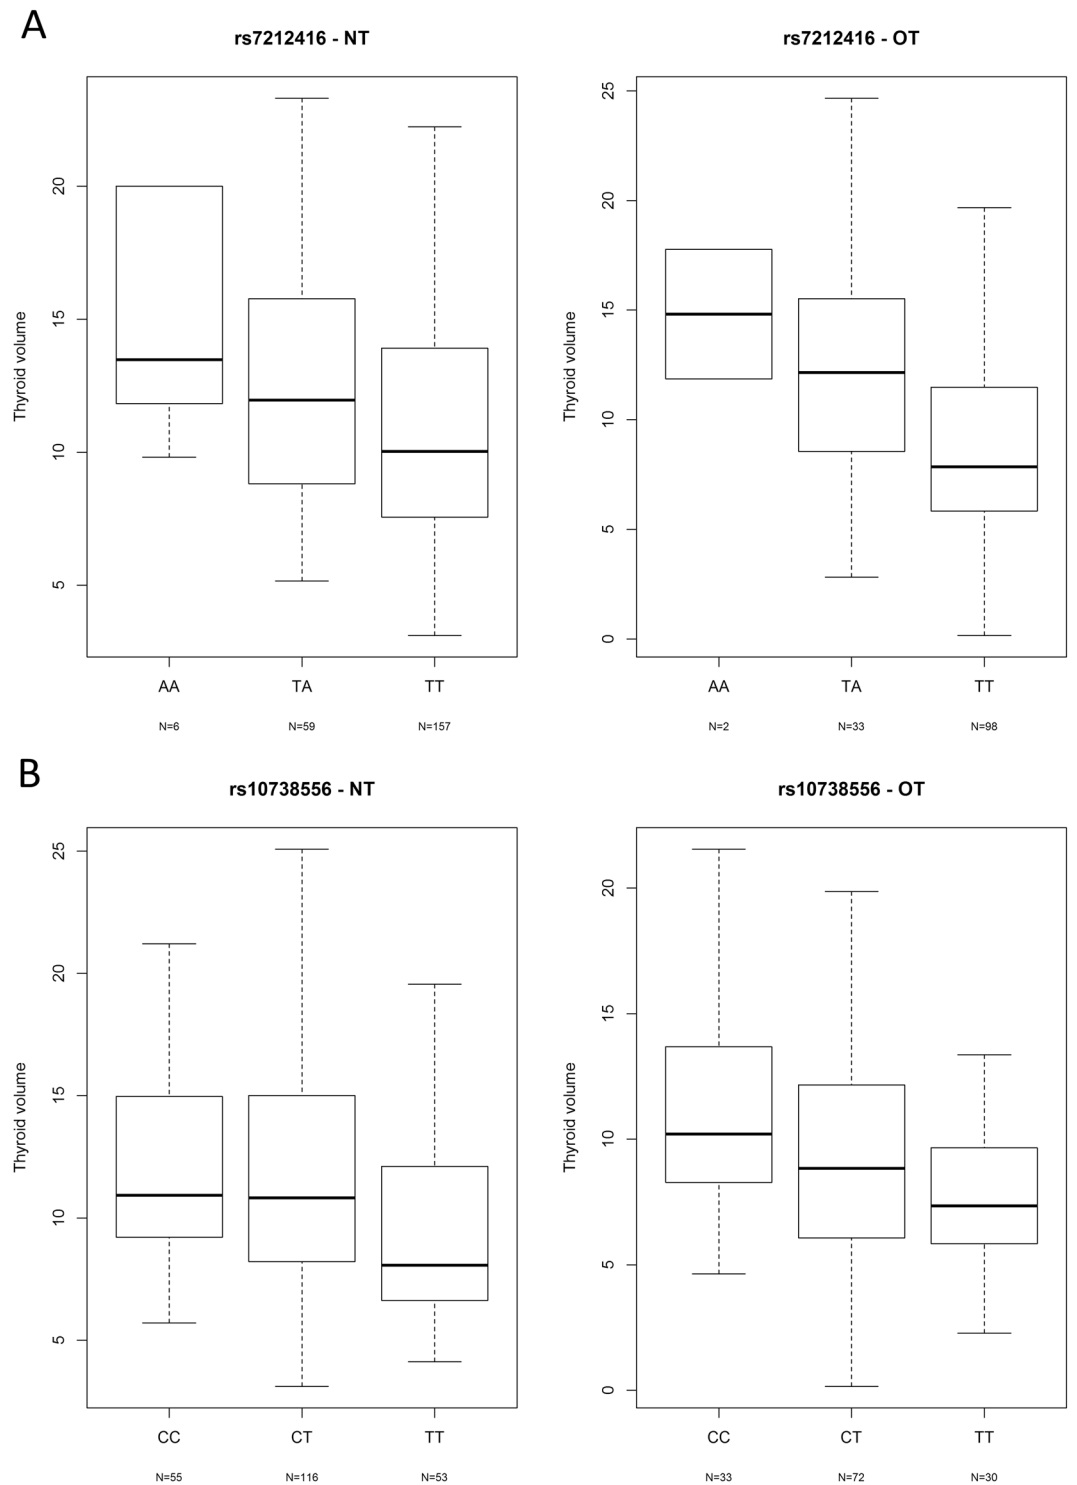 A
rs7212416 - NT
Thyroid volume
20
15
10
5
AA
TA
TT
N=6
N=59
N=157
rs7212416 - OT
Thyroid volume
25
20
15
10
5
0
AA
TA
TT
N=2
N=33
N=98
B
rs10738556 - NT
Thyroid volume
25
20
15
10
5
CC
CT
TT
N=55
N=116
N=53
rs10738556 - OT
Thyroid volume
20
15
10
5
0
CC
CT
TT
N=33
N=72
N=30